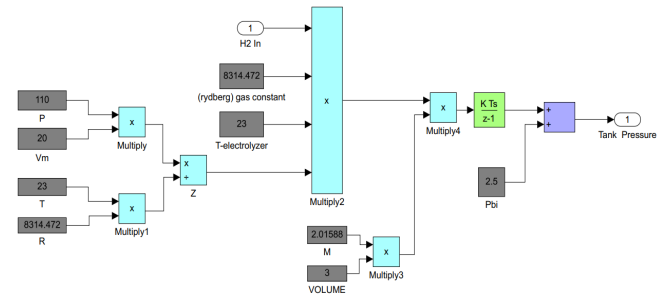 1
H2 In
8314.472
(rydberg) gas constant
110
P
x
Multiply
20
Vm
23
T-electrolyzer
x
÷
Z
23
T
x
Multiply1
8314.472
R
x
Multiply2
x
Multiply4
K Ts
z-1
+
+
1
Tank Pressure
2.5
Pbi
2.01588
M
x
Multiply3
3
VOLUME